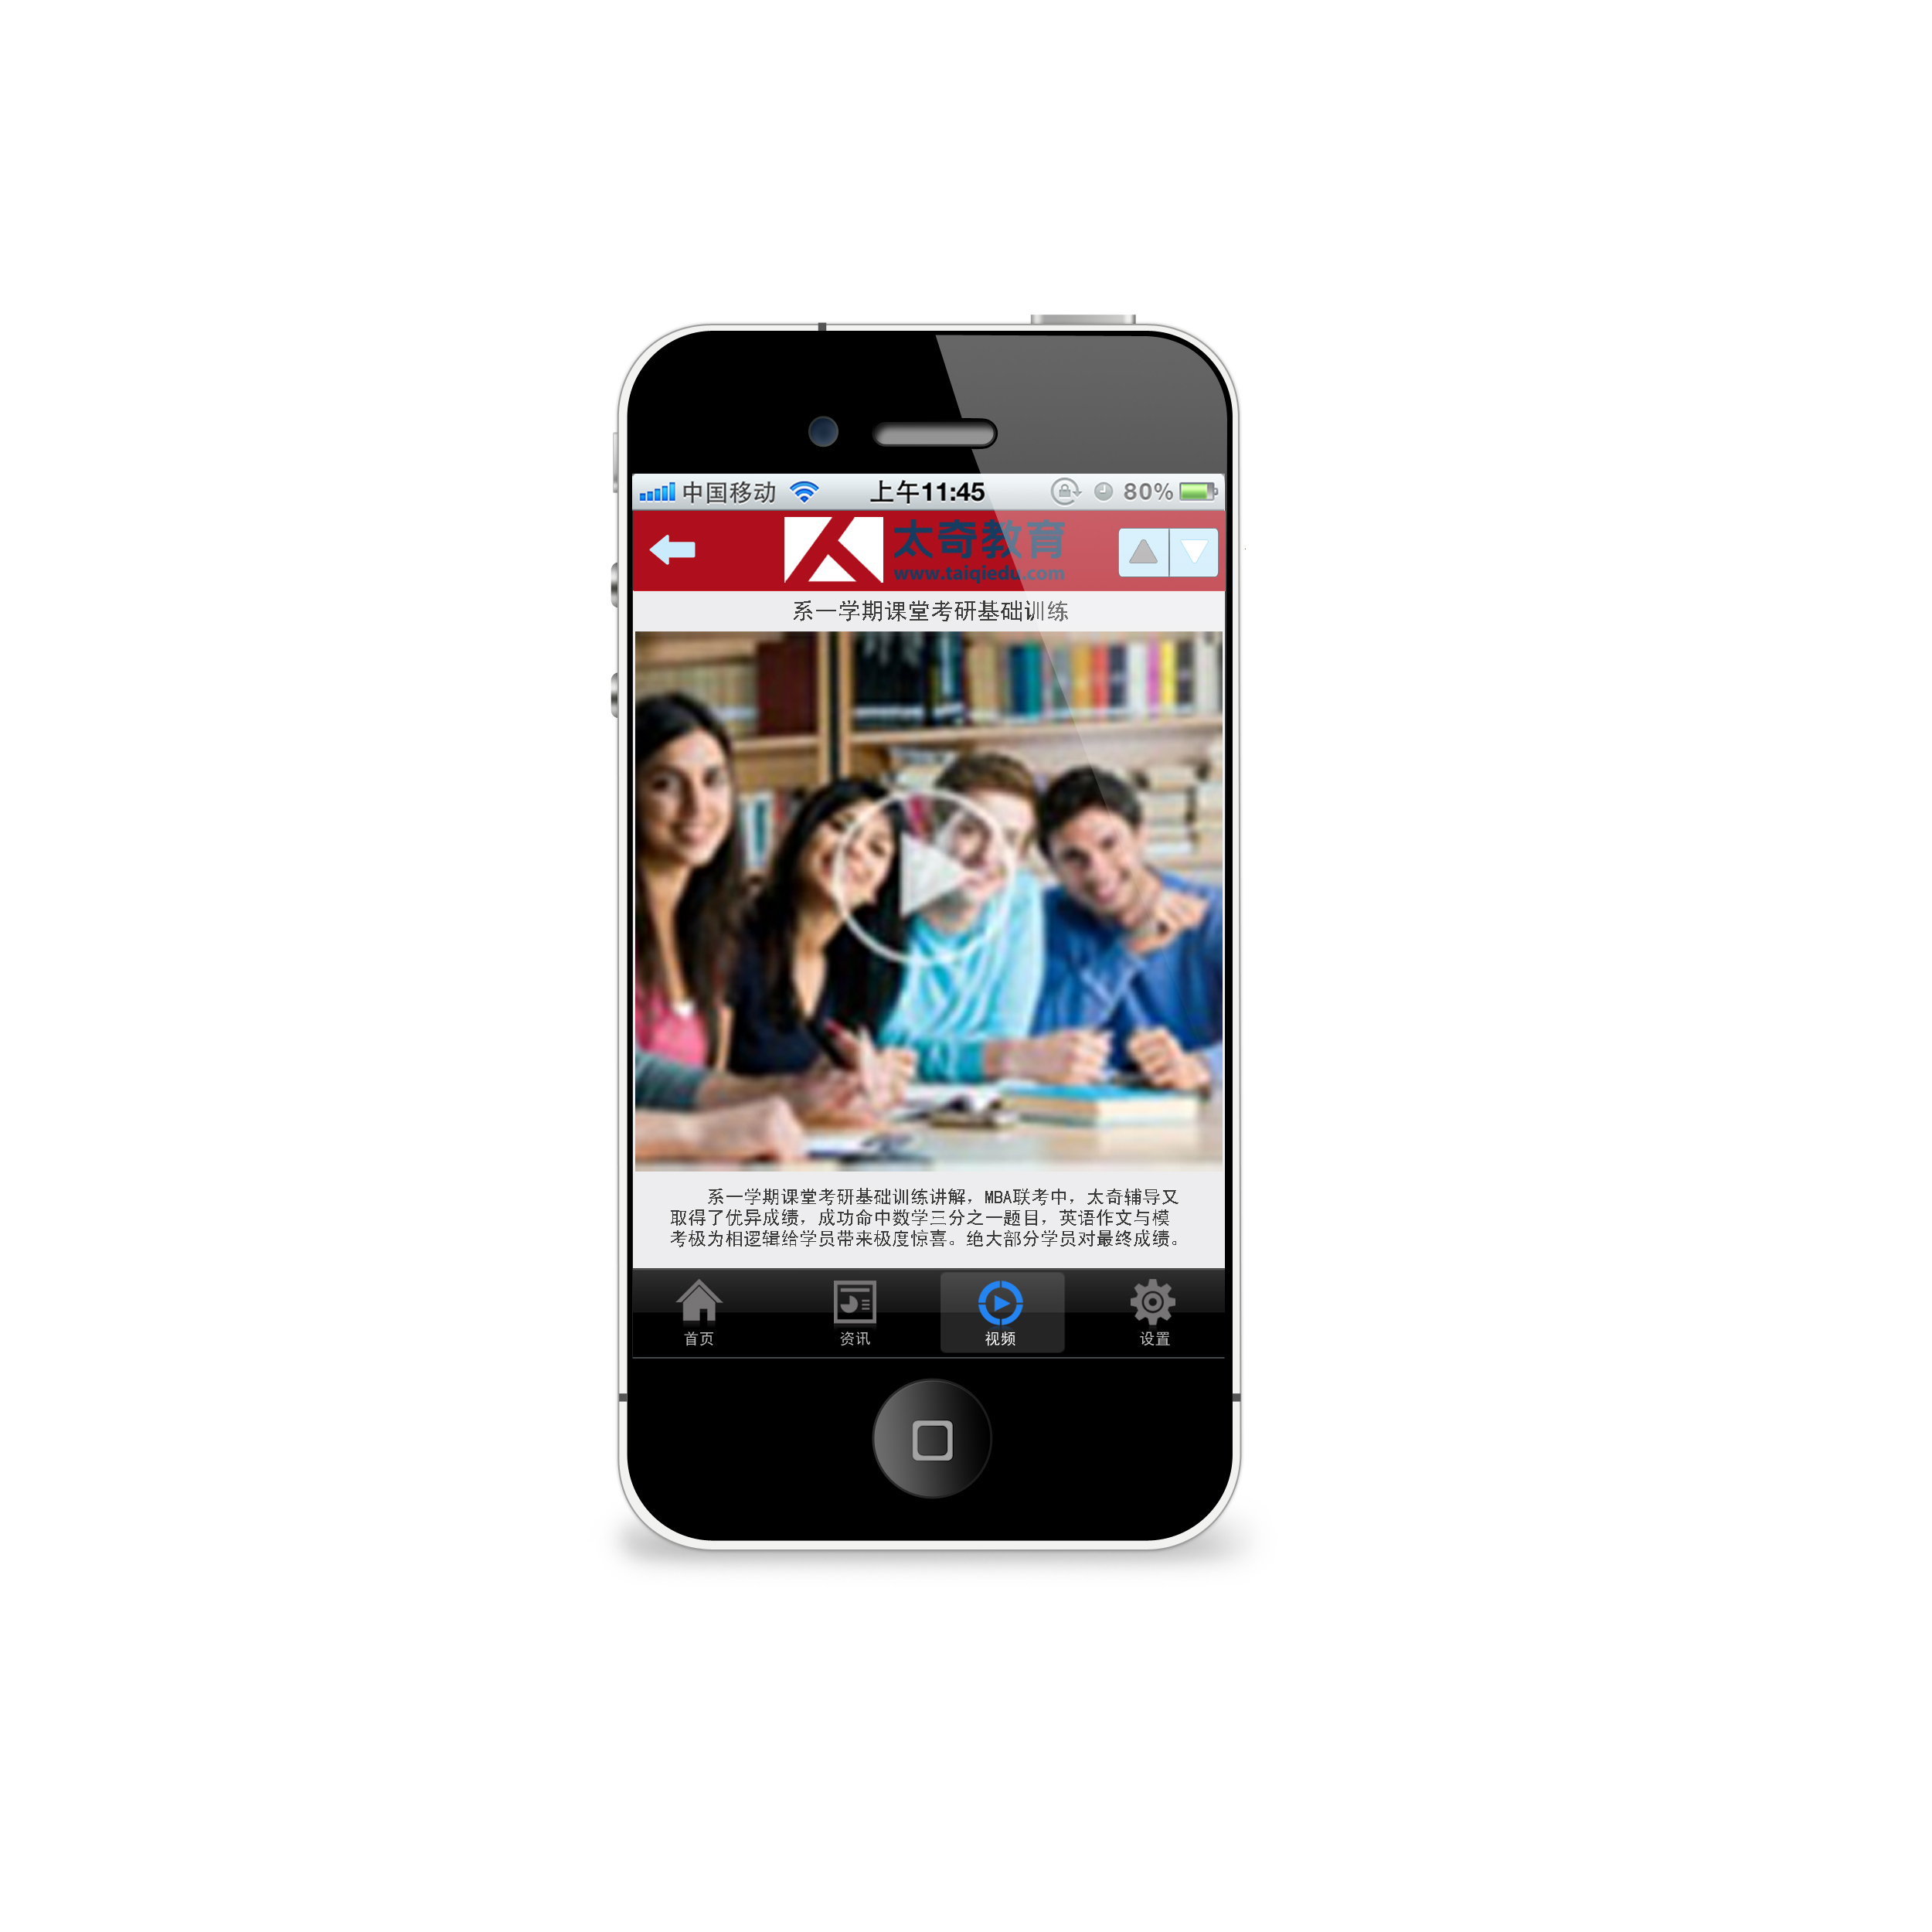 中国移动 上午11:45 80%
太奇教育
www.taiqiedu.com
系一学期课堂考研基础训练
系一学期课堂考研基础训练讲解，MBA联考中，太奇辅导又
取得了优异成绩，成功命中数学三分之一题目，英语作文与模
考极为相逻辑给学员带来极度惊喜。绝大部分学员对最终成绩。
首页 资讯 视频 设置